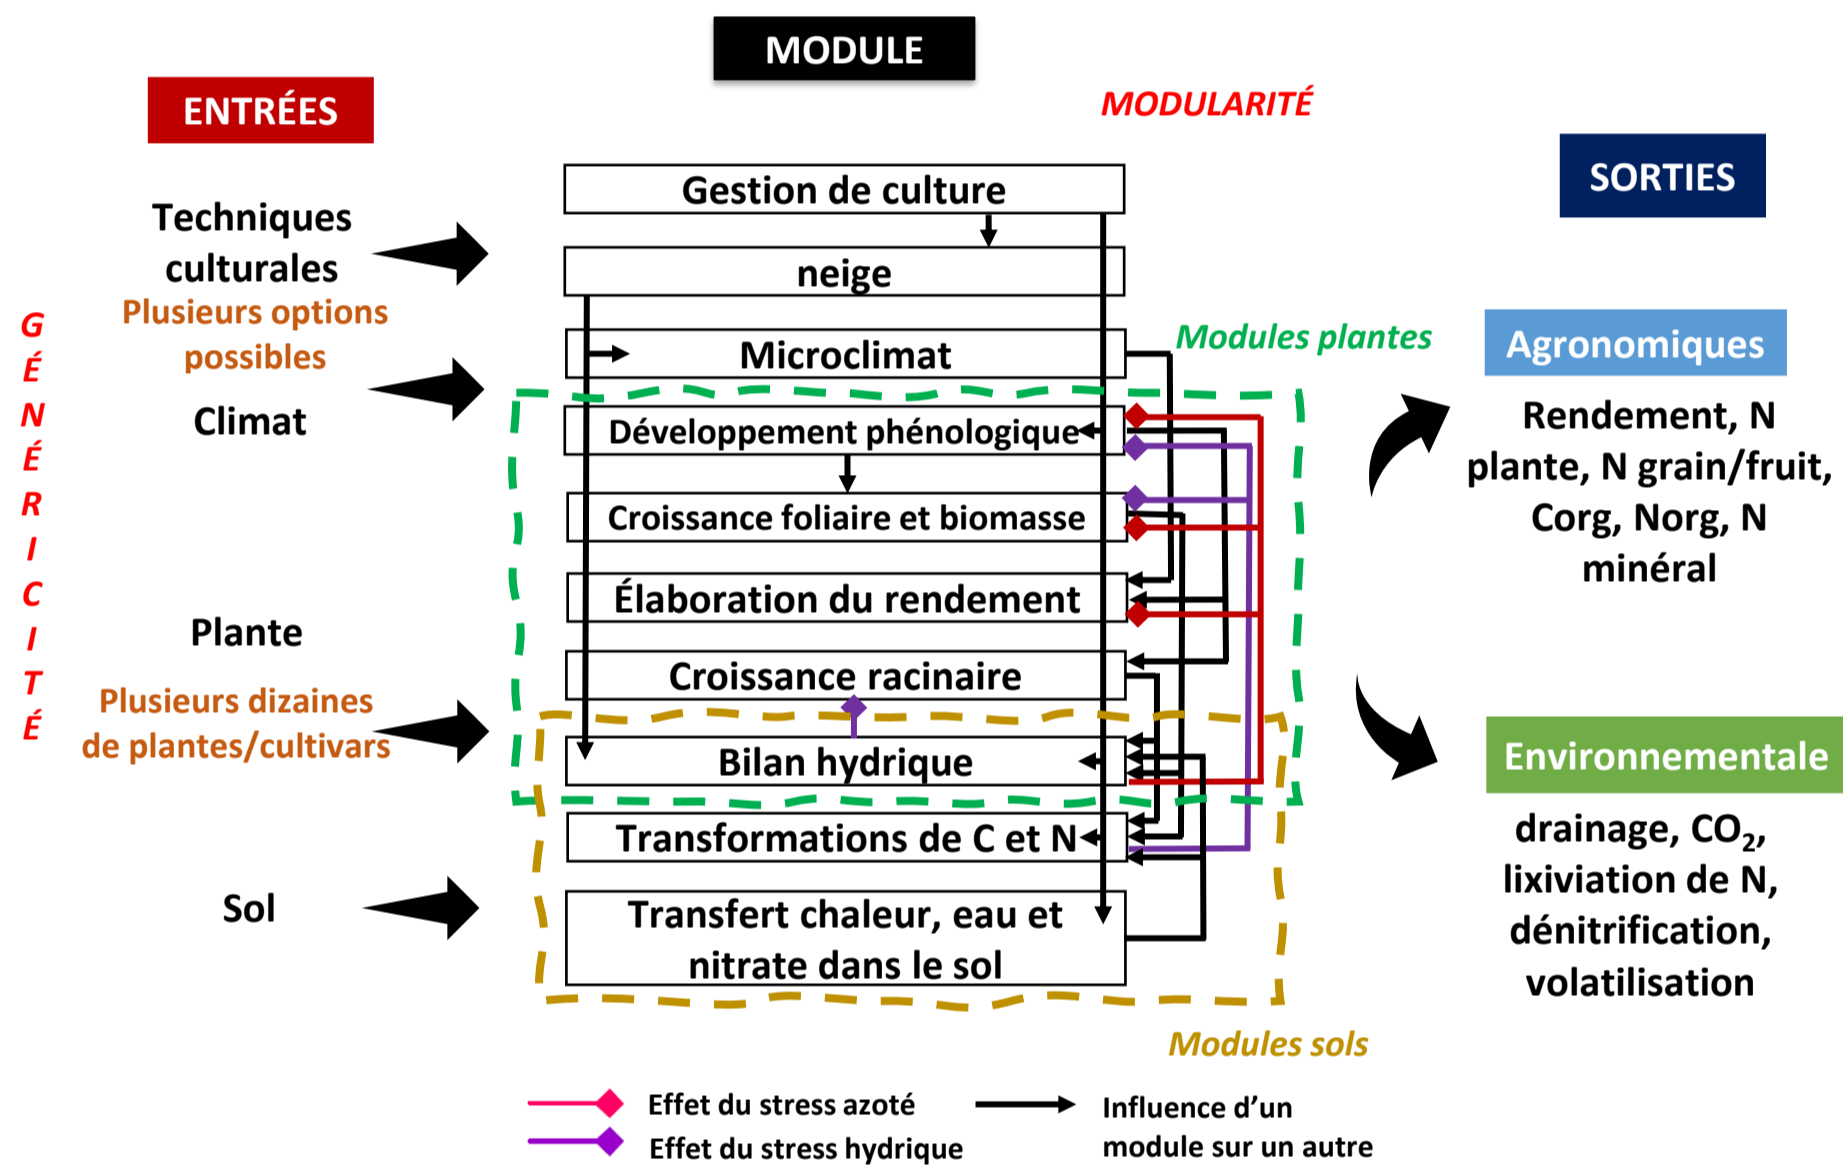 MODULE
MODULARITÉ
ENTRÉES
Techniques
culturales
Plusieurs options
possibles
Climat
Plante
Plusieurs dizaines
de plantes/cultivars
Sol
G
É
N
É
R
I
C
I
T
É
Gestion de culture
neige
Microclimat
Modules plantes
Développement phénologique
Croissance foliaire et biomasse
Élaboration du rendement
Croissance racinaire
Bilan hydrique
Transformations de C et N
Transfert chaleur, eau et
nitrate dans le sol
Modules sols
SORTIES
Agronomiques
Rendement, N
plante, N grain/fruit,
Corg, Norg, N
minéral
Environnementale
drainage, CO₂,
lixiviation de N,
dénitrification,
volatilisation
Effet du stress azoté
Effet du stress hydrique
Influence d'un
module sur un autre